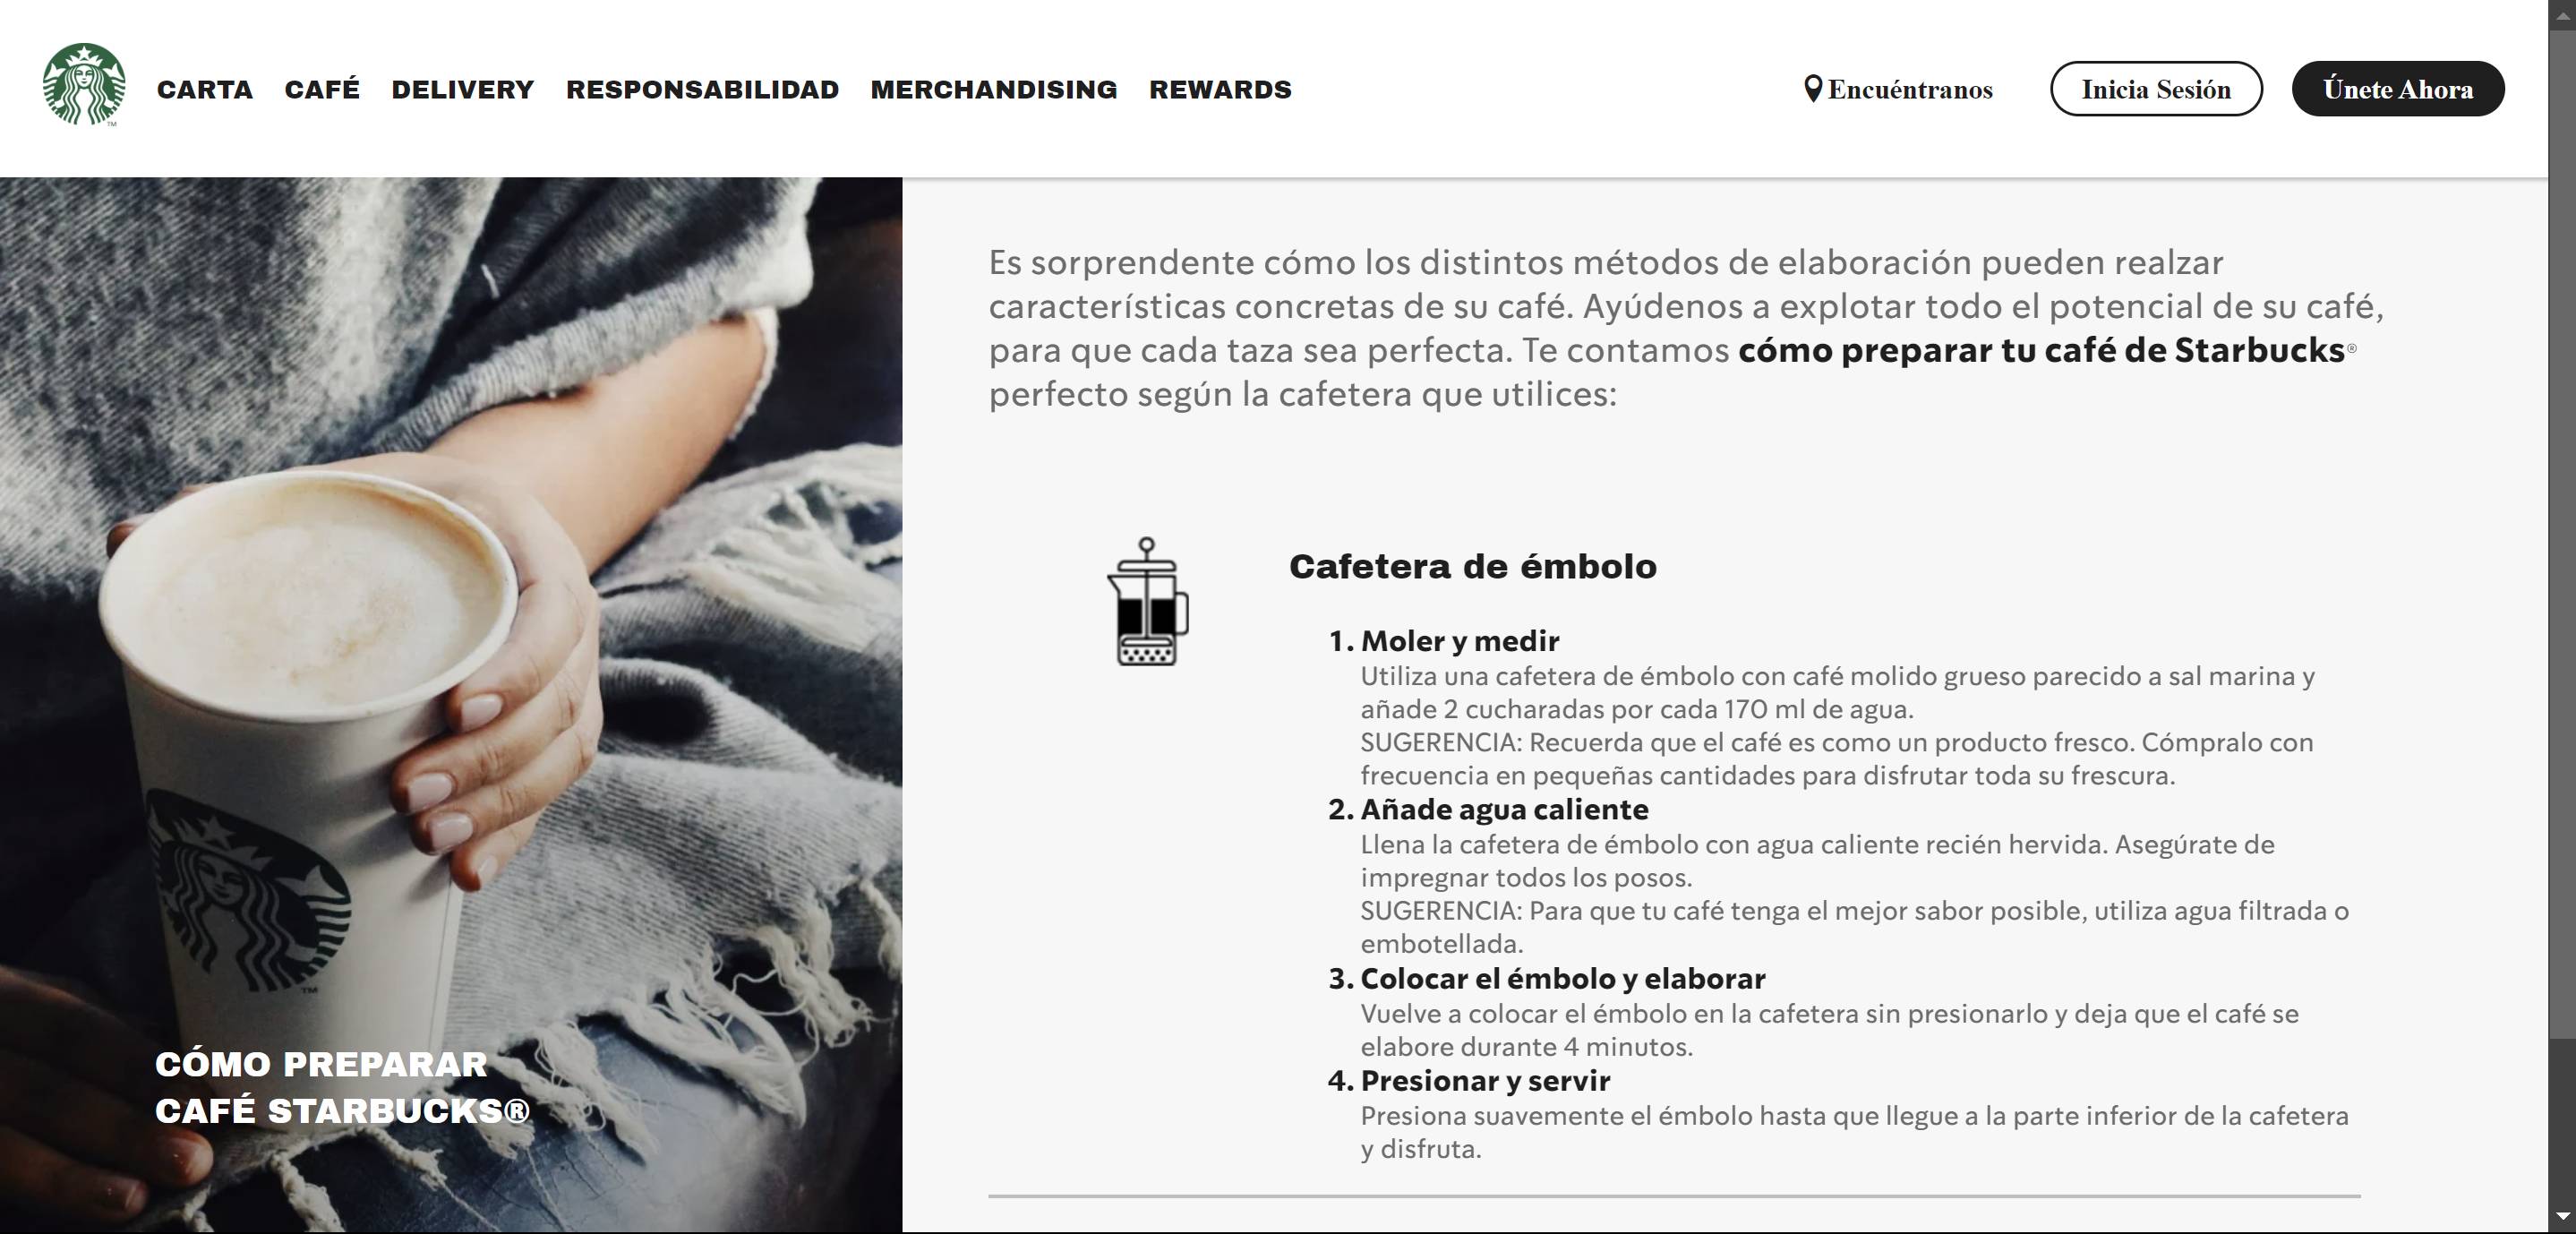 CARTA CAFÉ DELIVERY RESPONSABILIDAD MERCHANDISING REWARDS Encuéntranos Inicia Sesión Únete Ahora
TM
Es sorprendente cómo los distintos métodos de elaboración pueden realzar
características concretas de su café. Ayúdenos a explotar todo el potencial de su café,
para que cada taza sea perfecta. Te contamos cómo preparar tu café de Starbucks®
perfecto según la cafetera que utilices:
Cafetera de émbolo
1. Moler y medir
Utiliza una cafetera de émbolo con café molido grueso parecido a sal marina y
añade 2 cucharadas por cada 170 ml de agua.
SUGERENCIA: Recuerda que el café es como un producto fresco. Cómpralo con
frecuencia en pequeñas cantidades para disfrutar toda su frescura.
2. Añade agua caliente
Llena la cafetera de émbolo con agua caliente recién hervida. Asegúrate de
impregnar todos los posos.
SUGERENCIA: Para que tu café tenga el mejor sabor posible, utiliza agua filtrada o
embotellada.
3. Colocar el émbolo y elaborar
Vuelve a colocar el émbolo en la cafetera sin presionarlo y deja que el café se
elabore durante 4 minutos.
4. Presionar y servir
Presiona suavemente el émbolo hasta que llegue a la parte inferior de la cafetera
y disfruta.
TM
CÓMO PREPARAR
CAFÉ STARBUCKS®